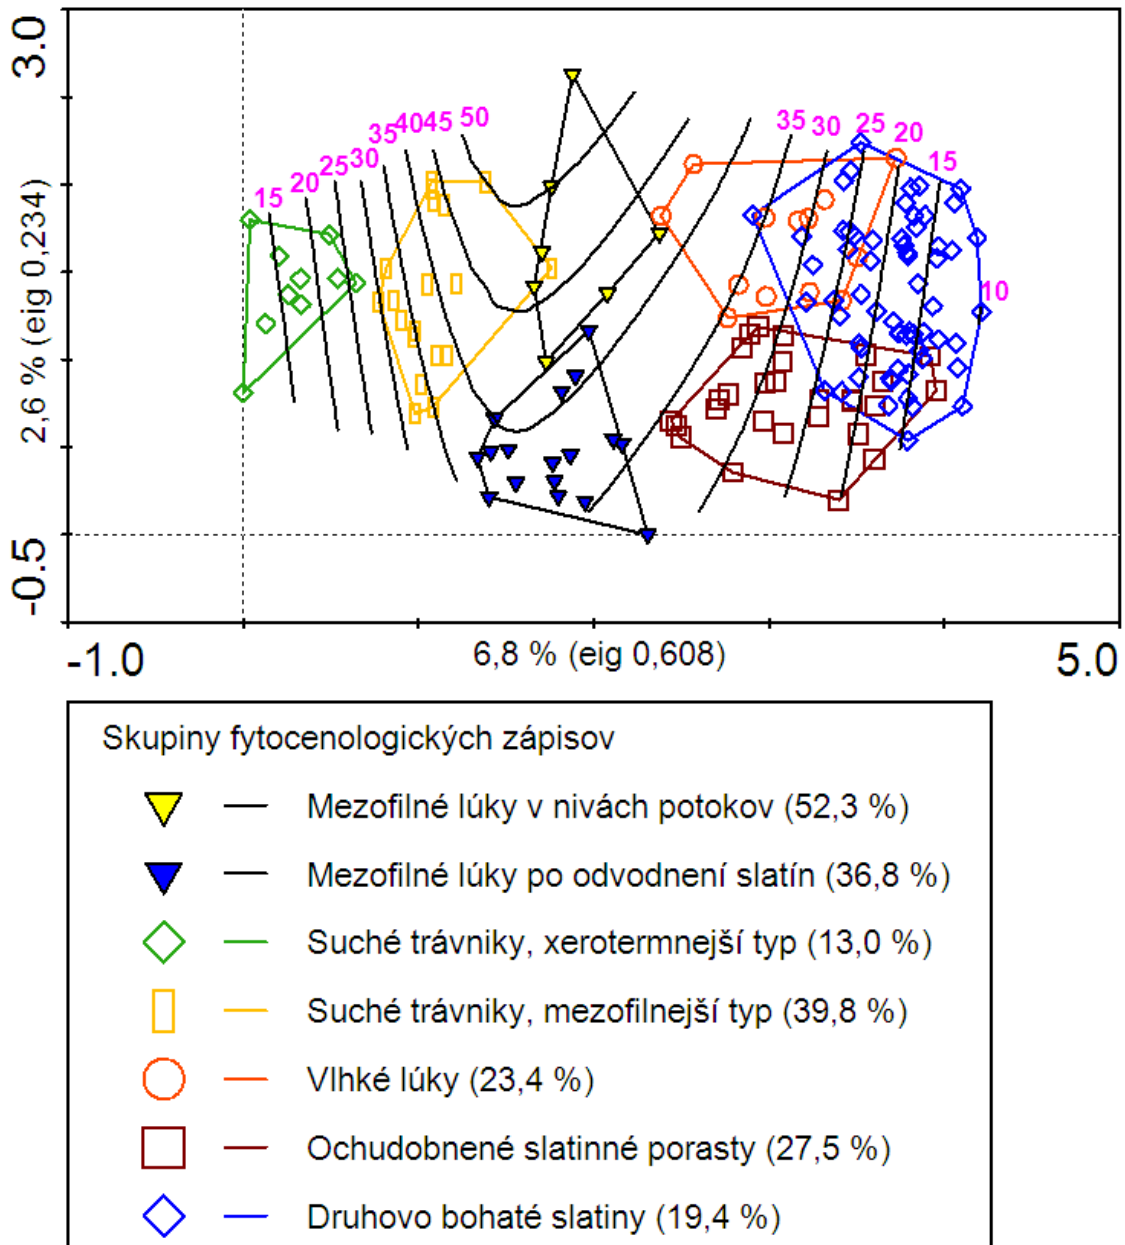 3.0
2,6 % (eig 0,234)
-0.5
15
20
25
30
35
40
45
50
35
30
25
20
15
10
-1.0
6,8 % (eig 0,608)
5.0
Skupiny fytocenologických zápisov
Mezofilné lúky v nivách potokov (52,3 %)
Mezofilné lúky po odvodnení slatín (36,8 %)
Suché trávniky, xerotermnejší typ (13,0 %)
Suché trávniky, mezofilnejší typ (39,8 %)
Vlhké lúky (23,4 %)
Ochudobnené slatinné porasty (27,5 %)
Druhovo bohaté slatiny (19,4 %)